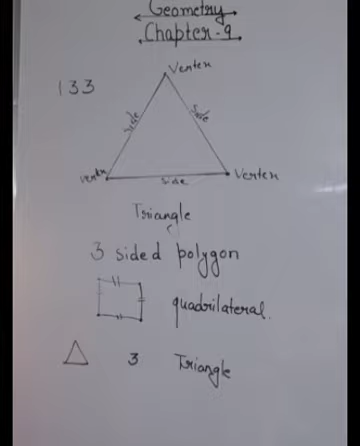 Geometry
Chapter-9
133
Vertex
side
Side
Vertex
side
Vertex
Triangle
3 sided polygon
quadrilateral.
3 Triangle